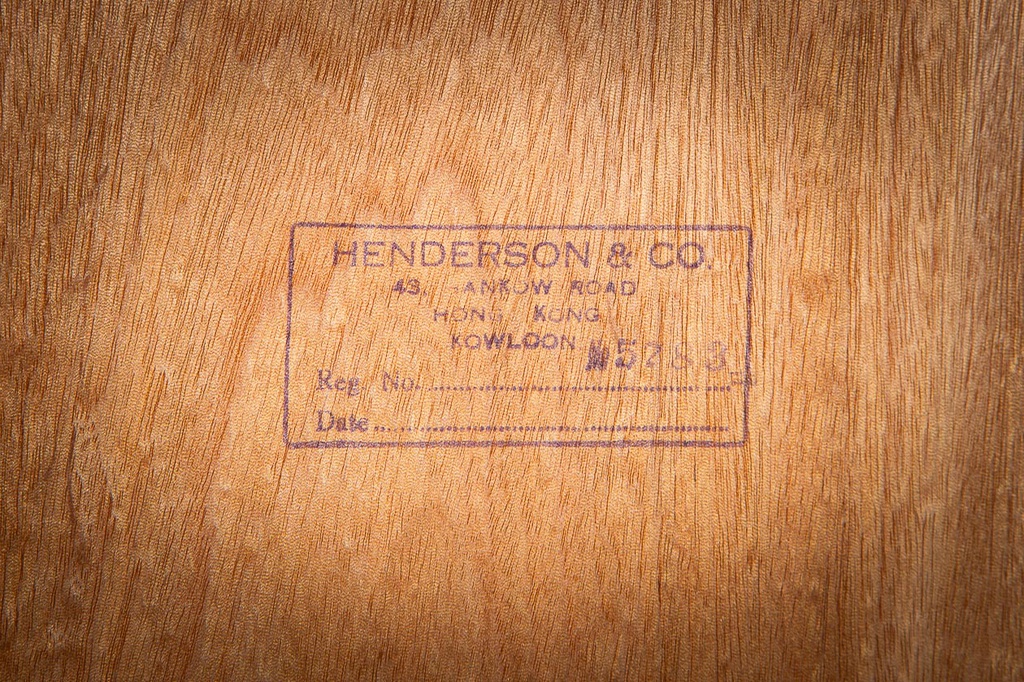 HENDERSON & CO.
43, ANKOW ROAD
HONG KONG
KOWLOON
Reg. No.
Date